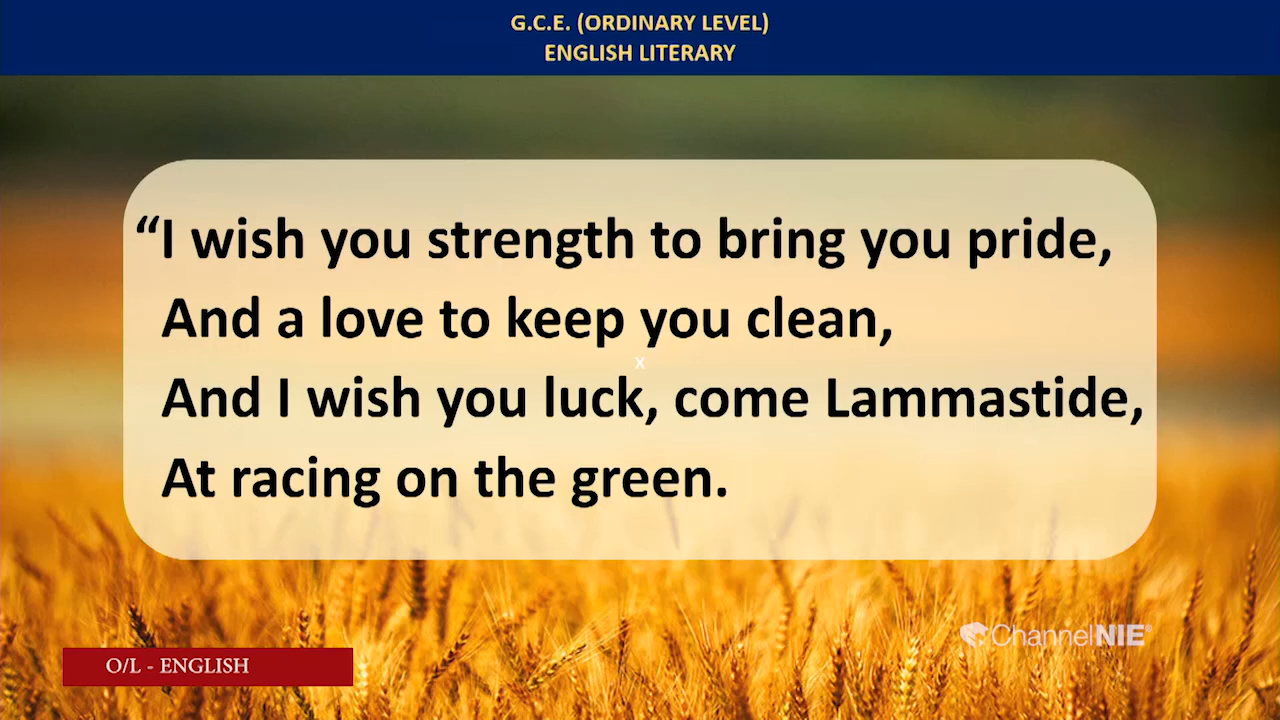 G.C.E. (ORDINARY LEVEL)
ENGLISH LITERARY
“I wish you strength to bring you pride,
And a love to keep you clean,
x
And I wish you luck, come Lammastide,
At racing on the green.
ChannelNIE®
O/L - ENGLISH